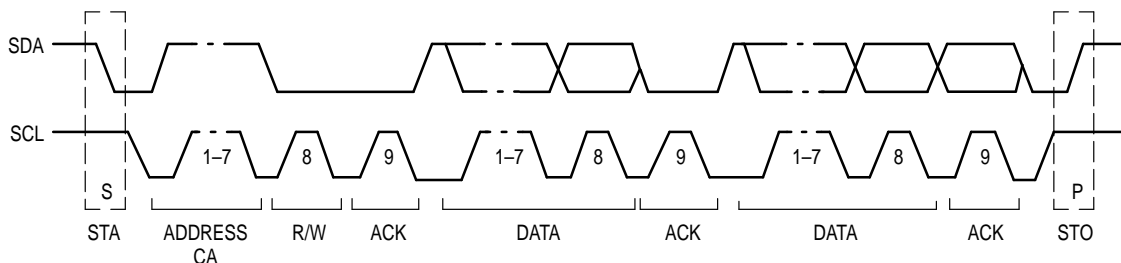 SDA
SCL
1–7 8 9 1–7 8 9 1–7 8 9
S P
STA ADDRESS R/W ACK DATA ACK DATA ACK STO
CA